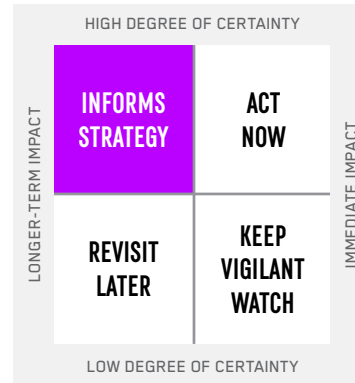 HIGH DEGREE OF CERTAINTY
LONGER-TERM IMPACT
INFORMS
STRATEGY
ACT
NOW
IMMEDIATE IMPACT
REVISIT
LATER
KEEP
VIGILANT
WATCH
LOW DEGREE OF CERTAINTY